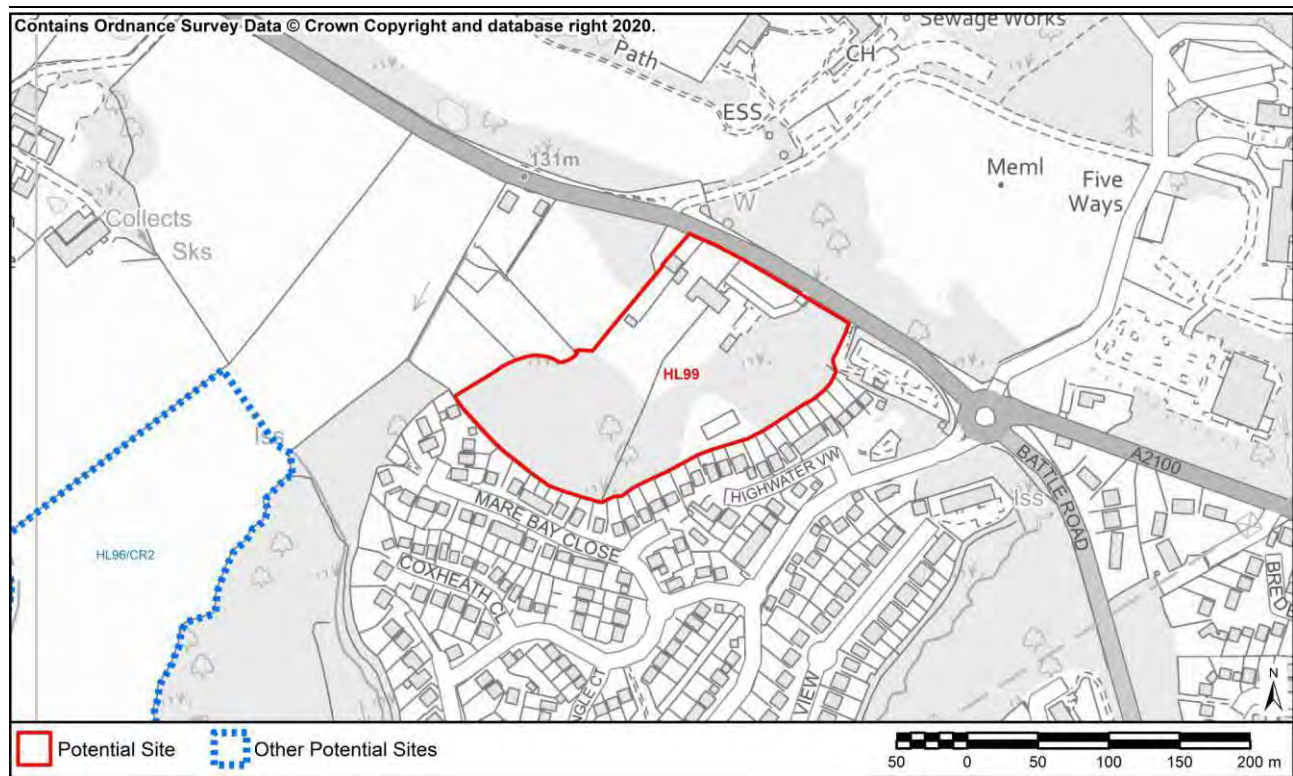 Contains Ordnance Survey Data © Crown Copyright and database right 2020.
Sewage Works
Path
CH
ESS
131m
Meml
Five
Ways
W
Collects
Sks
HL99
Iss
A2100
BATTLE ROAD
HIGHWATER VW
Iss
MARE BAY CLOSE
HL96/CR2
COXHEATH CL
VIEW
N
Potential Site
Other Potential Sites
50 0 50 100 150 200 m